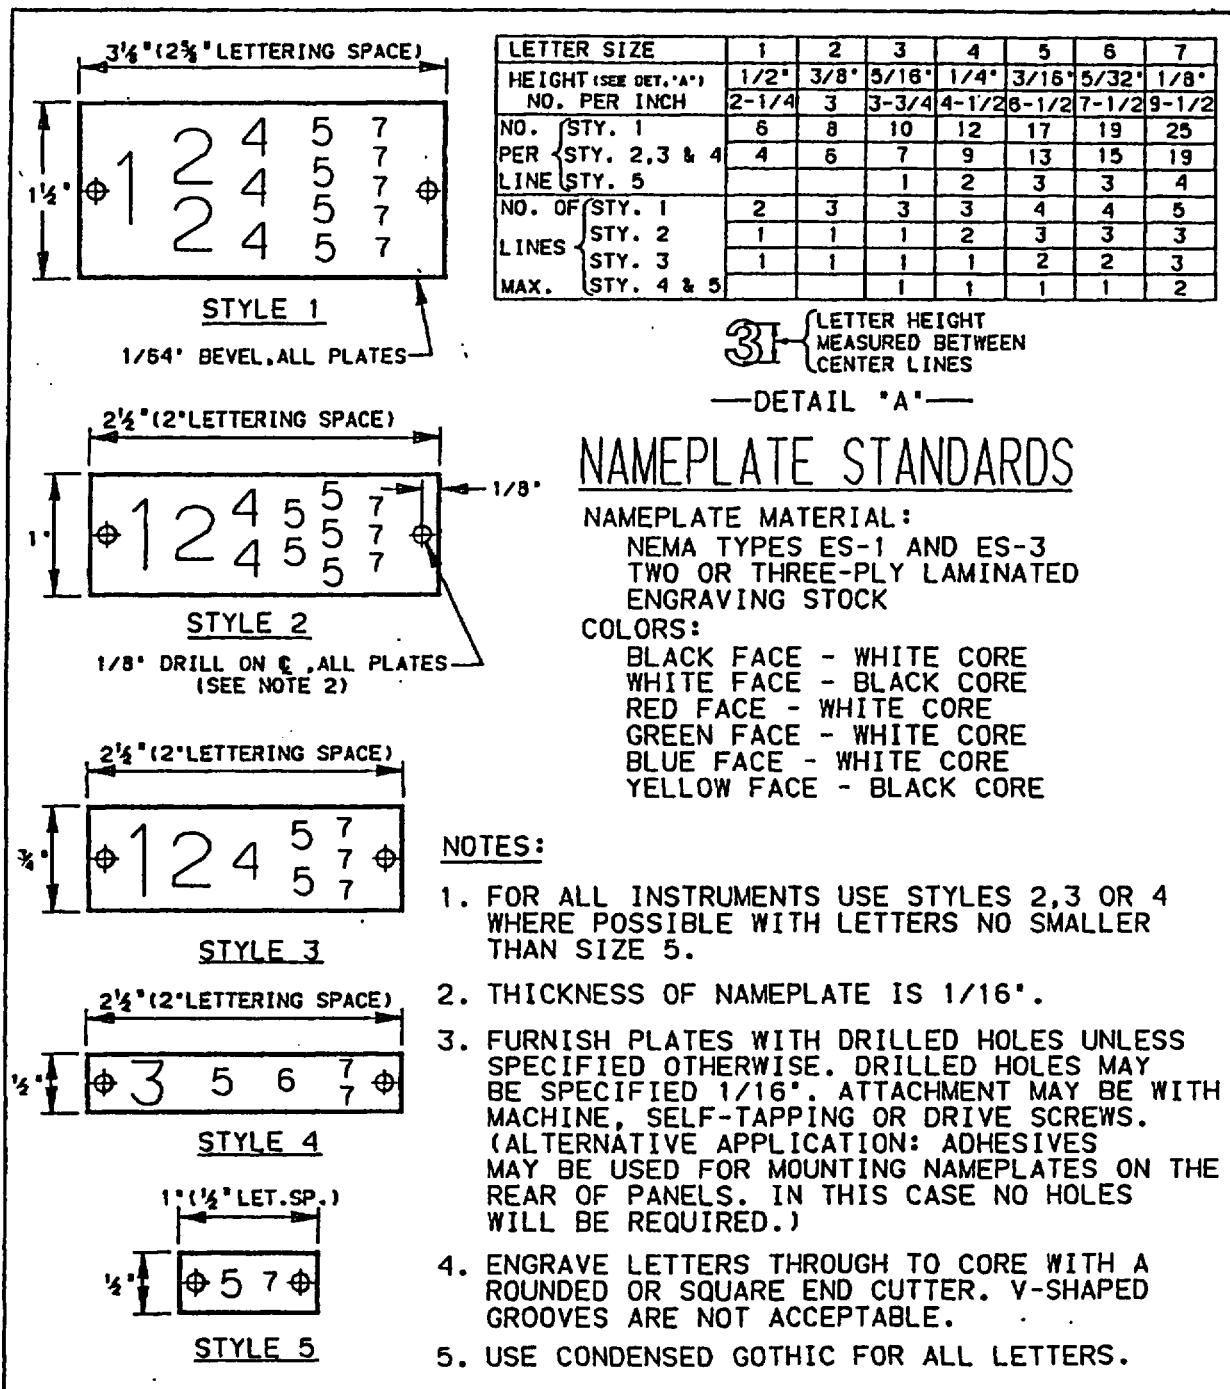 3⅛"(2⅝"LETTERING SPACE)
1½"
1 2 4 5 7
2 4 5 7
4 5 7
5 7
7
STYLE 1
1/64" BEVEL,ALL PLATES
2½"(2"LETTERING SPACE)
1"
1/8"
1 2 4 5 5 7
4 5 5 7
5 7
STYLE 2
1/8" DRILL ON ℄ ,ALL PLATES
(SEE NOTE 2)
2½"(2"LETTERING SPACE)
¾"
1 2 4 5 7
5 7
7
STYLE 3
2½"(2"LETTERING SPACE)
½"
3 5 6 7
7
STYLE 4
1"(½"LET.SP.)
½"
5 7
STYLE 5
LETTER SIZE 1 2 3 4 5 6 7
HEIGHT (SEE DET."A") 1/2" 3/8" 5/16" 1/4" 3/16" 5/32" 1/8"
NO. PER INCH 2-1/4 3 3-3/4 4-1/2 6-1/2 7-1/2 9-1/2
NO. STY. 1 6 8 10 12 17 19 25
PER STY. 2,3 & 4 4 6 7 9 13 15 19
LINE STY. 5 1 2 3 3 4
NO. OF STY. 1 2 3 3 3 4 4 5
LINES STY. 2 1 1 1 2 3 3 3
STY. 3 1 1 1 1 2 2 3
MAX. STY. 4 & 5 1 1 1 1 2
3
LETTER HEIGHT
MEASURED BETWEEN
CENTER LINES
—DETAIL "A"—
NAMEPLATE STANDARDS
NAMEPLATE MATERIAL:
NEMA TYPES ES-1 AND ES-3
TWO OR THREE-PLY LAMINATED
ENGRAVING STOCK
COLORS:
BLACK FACE - WHITE CORE
WHITE FACE - BLACK CORE
RED FACE - WHITE CORE
GREEN FACE - WHITE CORE
BLUE FACE - WHITE CORE
YELLOW FACE - BLACK CORE
NOTES:
1. FOR ALL INSTRUMENTS USE STYLES 2,3 OR 4
WHERE POSSIBLE WITH LETTERS NO SMALLER
THAN SIZE 5.
2. THICKNESS OF NAMEPLATE IS 1/16".
3. FURNISH PLATES WITH DRILLED HOLES UNLESS
SPECIFIED OTHERWISE. DRILLED HOLES MAY
BE SPECIFIED 1/16". ATTACHMENT MAY BE WITH
MACHINE, SELF-TAPPING OR DRIVE SCREWS.
(ALTERNATIVE APPLICATION: ADHESIVES
MAY BE USED FOR MOUNTING NAMEPLATES ON THE
REAR OF PANELS. IN THIS CASE NO HOLES
WILL BE REQUIRED.)
4. ENGRAVE LETTERS THROUGH TO CORE WITH A
ROUNDED OR SQUARE END CUTTER. V-SHAPED
GROOVES ARE NOT ACCEPTABLE.
5. USE CONDENSED GOTHIC FOR ALL LETTERS.